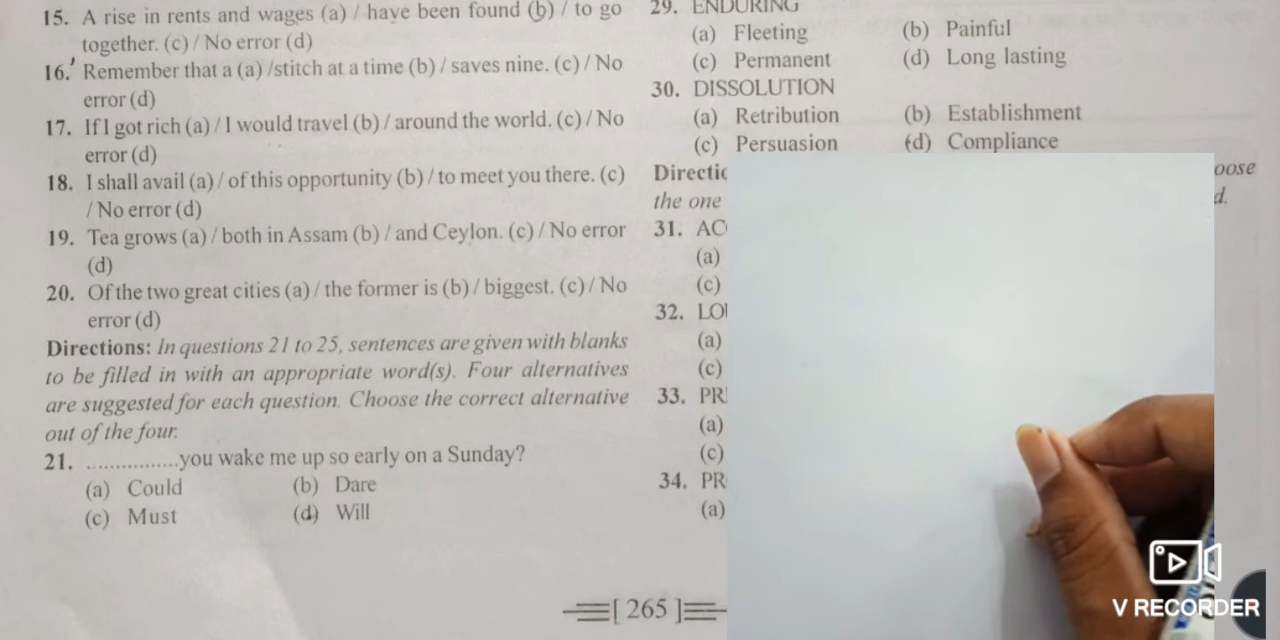 15. A rise in rents and wages (a) / have been found (b) / to go
together. (c) / No error (d)
16. Remember that a (a) /stitch at a time (b) / saves nine. (c) / No
error (d)
17. If I got rich (a) / I would travel (b) / around the world. (c) / No
error (d)
18. I shall avail (a) / of this opportunity (b) / to meet you there. (c)
/ No error (d)
19. Tea grows (a) / both in Assam (b) / and Ceylon. (c) / No error
(d)
20. Of the two great cities (a) / the former is (b) / biggest. (c) / No
error (d)
Directions: In questions 21 to 25, sentences are given with blanks
to be filled in with an appropriate word(s). Four alternatives
are suggested for each question. Choose the correct alternative
out of the four.
21. ................you wake me up so early on a Sunday?
(a) Could (b) Dare
(c) Must (d) Will
29. ENDURING
(a) Fleeting (b) Painful
(c) Permanent (d) Long lasting
30. DISSOLUTION
(a) Retribution (b) Establishment
(c) Persuasion (d) Compliance
the one
31.
(a)
(c)
32.
(a)
(c)
33.
(a)
(c)
34.
(a)
[ 265 ]
V RECORDER